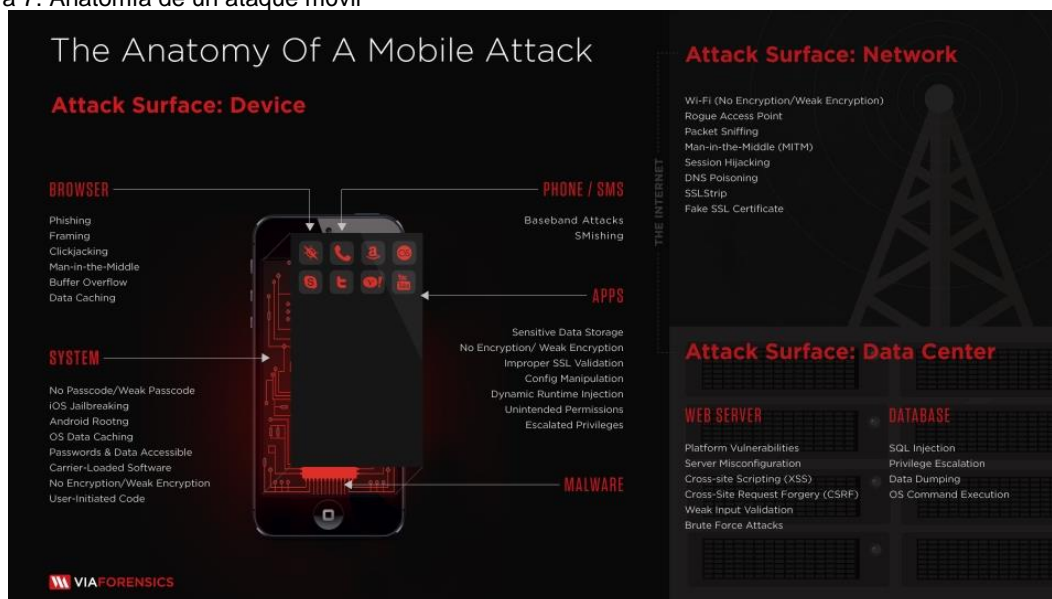 a 7. Anatomía de un ataque móvil
The Anatomy Of A Mobile Attack
Attack Surface: Device
BROWSER
Phishing
Framing
Clickjacking
Man-in-the-Middle
Buffer Overflow
Data Caching
SYSTEM
No Passcode/Weak Passcode
iOS Jailbreaking
Android Rootng
OS Data Caching
Passwords & Data Accessible
Carrier-Loaded Software
No Encryption/Weak Encryption
User-Initiated Code
PHONE / SMS
Baseband Attacks
SMishing
APPS
Sensitive Data Storage
No Encryption/ Weak Encryption
Improper SSL Validation
Config Manipulation
Dynamic Runtime Injection
Unintended Permissions
Escalated Privileges
MALWARE
VIAFORENSICS
THE INTERNET
Attack Surface: Network
Wi-Fi (No Encryption/Weak Encryption)
Rogue Access Point
Packet Sniffing
Man-in-the-Middle (MITM)
Session Hijacking
DNS Poisoning
SSLStrip
Fake SSL Certificate
Attack Surface: Data Center
WEB SERVER
Platform Vulnerabilities
Server Misconfiguration
Cross-site Scripting (XSS)
Cross-Site Request Forgery (CSRF)
Weak Input Validation
Brute Force Attacks
DATABASE
SQL Injection
Privilege Escalation
Data Dumping
OS Command Execution